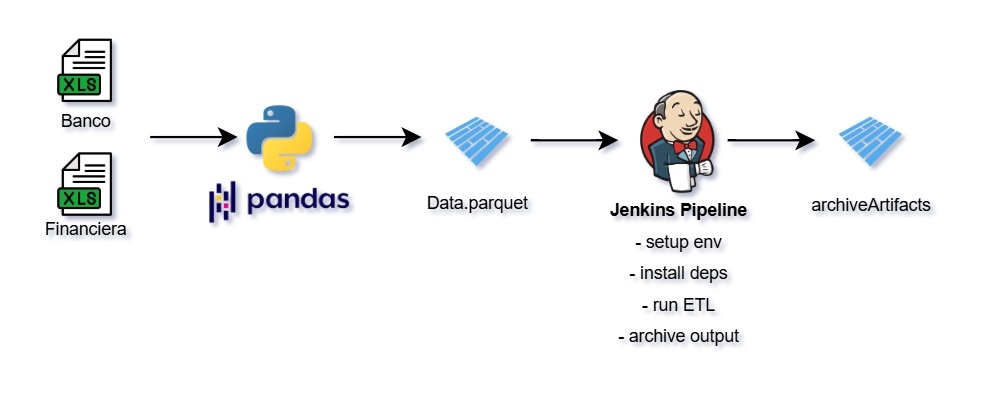 XLS
Banco
XLS
Financiera
pandas
Data.parquet
Jenkins Pipeline
- setup env
- install deps
- run ETL
- archive output
archiveArtifacts